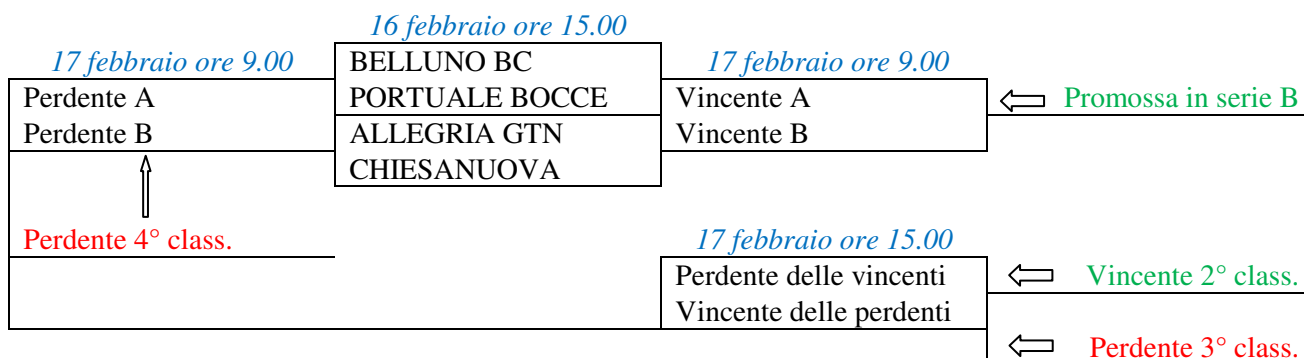 16 febbraio ore 15.00
17 febbraio ore 9.00
BELLUNO BC
17 febbraio ore 9.00
Perdente A
PORTUALE BOCCE
Vincente A
Promossa in serie B
Perdente B
ALLEGRIA GTN
Vincente B
CHIESANUOVA
Perdente 4° class.
17 febbraio ore 15.00
Perdente delle vincenti
Vincente 2° class.
Vincente delle perdenti
Perdente 3° class.